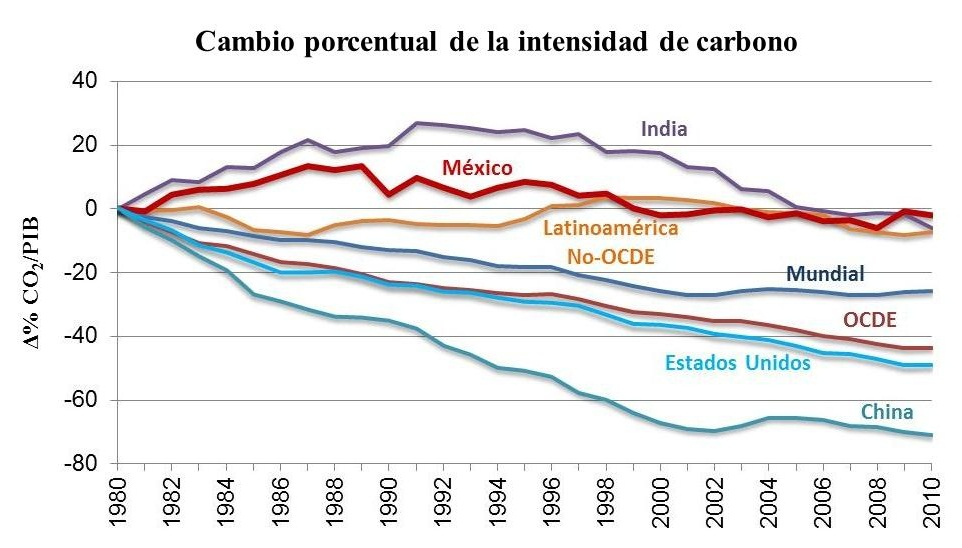 Cambio porcentual de la intensidad de carbono
Δ% CO₂/PIB
40
20
0
-20
-40
-60
-80
India
México
Latinoamérica
No-OCDE
Mundial
OCDE
Estados Unidos
China
1980
1982
1984
1986
1988
1990
1992
1994
1996
1998
2000
2002
2004
2006
2008
2010